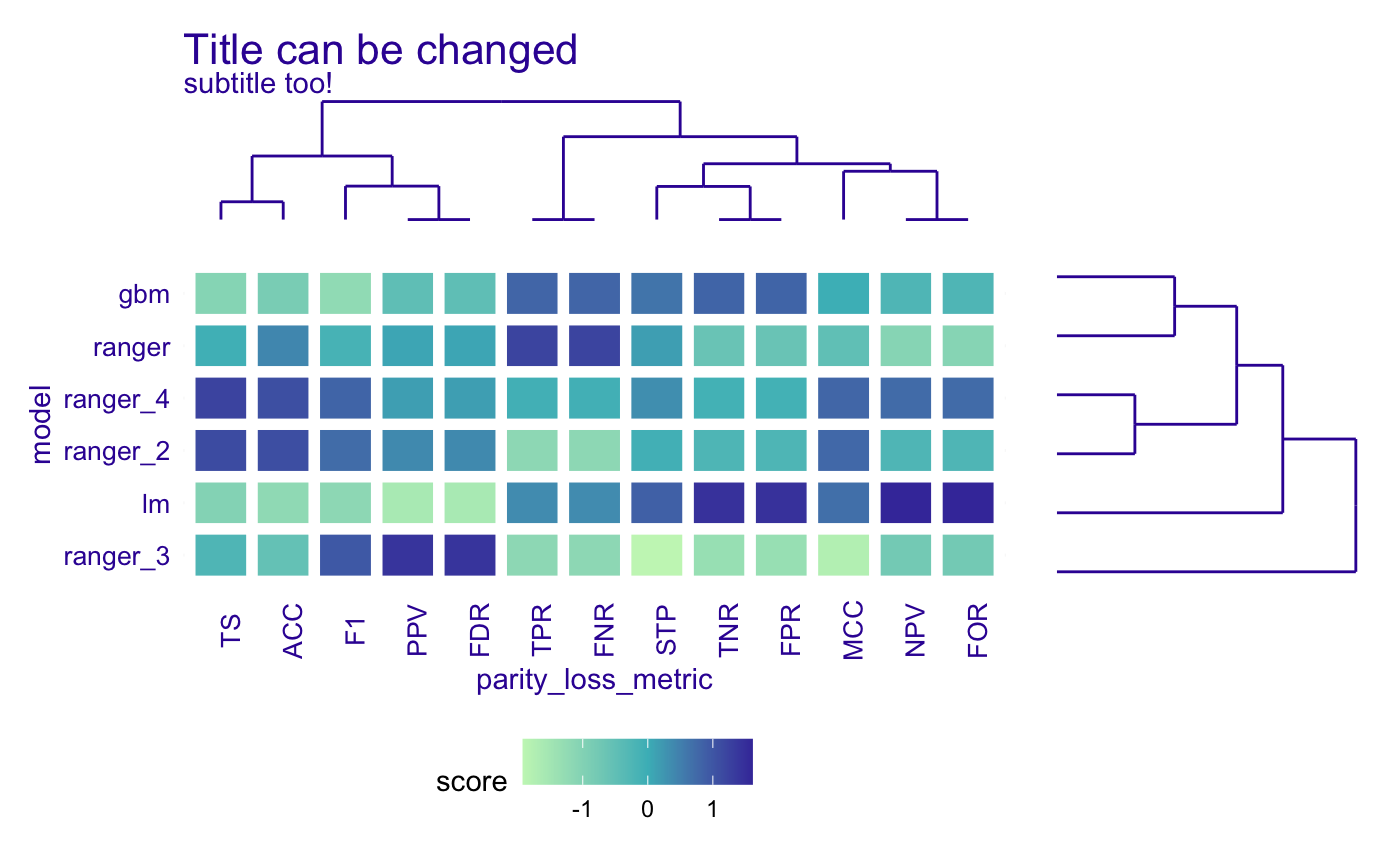 Title can be changed
subtitle too!
gbm
ranger
ranger_4
ranger_2
lm
ranger_3
model
TS ACC F1 PPV FDR TPR FNR STP TNR FPR MCC NPV FOR
parity_loss_metric
score
-1 0 1